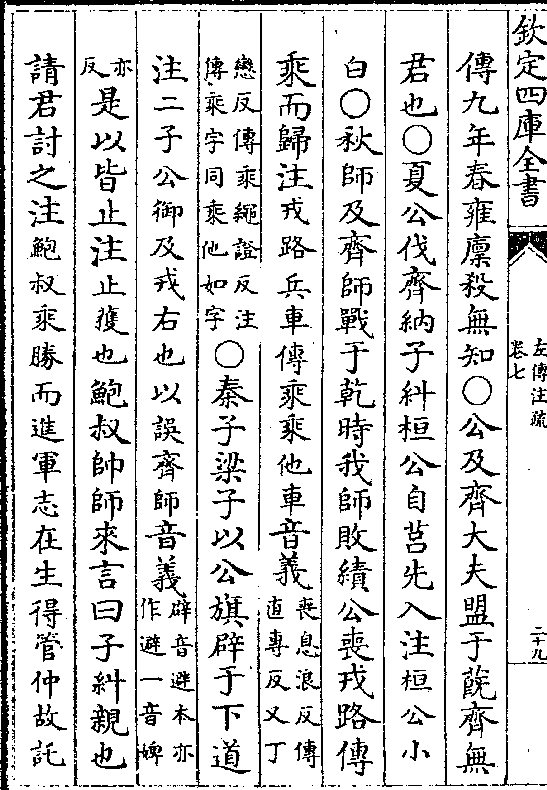 欽定四庫全書
左傳注疏
卷七
二十九
傳九年春雍廩殺無知〇公及齊大夫盟于蔇齊無
君也〇夏公伐齊納子糾桓公自莒先入注桓公小
白〇秋師及齊師戰于乾時我師敗績公喪戎路傳
乘而歸注戎路兵車傳乘乘他車音義喪息浪反傳
直專反又丁
戀反傳乘繩證反注
傳乘字同乘他如字
〇秦子梁子以公旗辟于下道
注二子公御及戎右也以誤齊師音義辟音避本亦
作避一音婢
亦
反
是以皆止注止獲也鮑叔帥師來言曰子糾親也
請君討之注鮑叔乘勝而進軍志在生得管仲故託